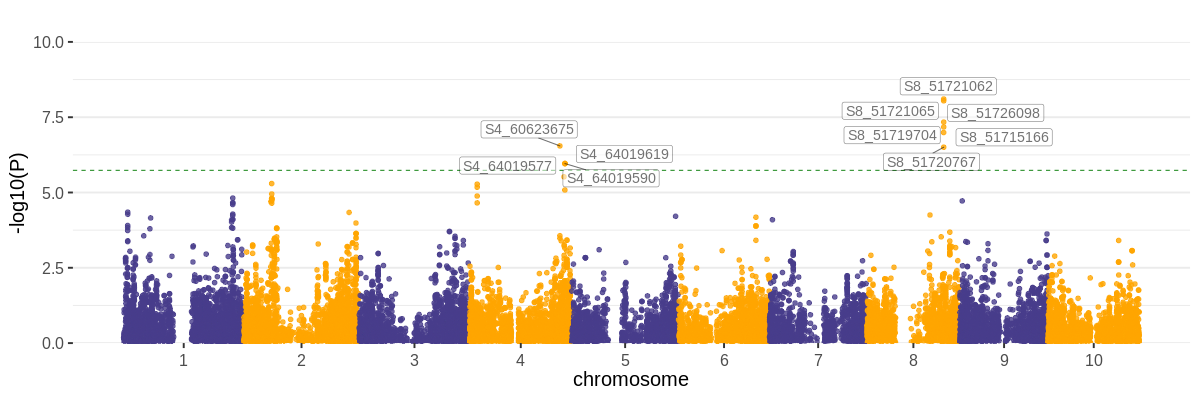 10.0
S8_51721062
7.5
S8_51721065
S8_51726098
S4_60623675
S8_51719704
S8_51715166
S4_64019619
S8_51720767
S4_64019577
S4_64019590
5.0
2.5
0.0
-log10(P)
1 2 3 4 5 6 7 8 9 10
chromosome